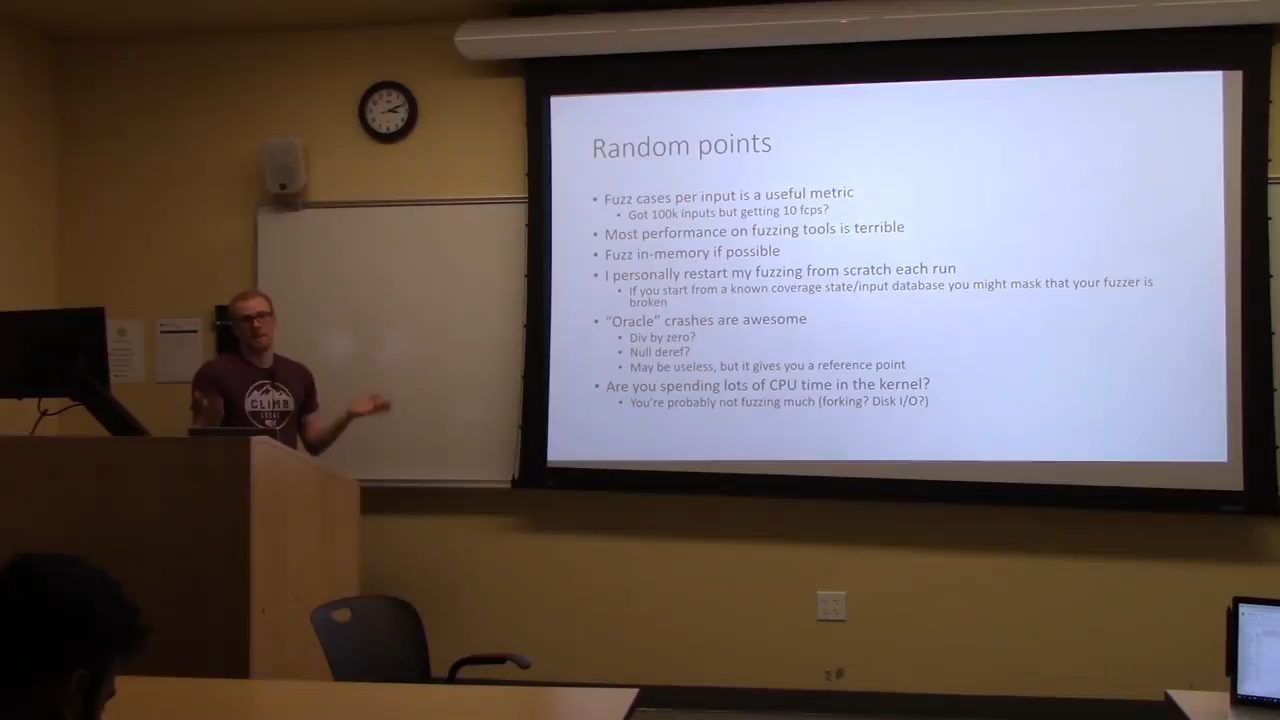 Random points
• Fuzz cases per input is a useful metric
• Got 100k inputs but getting 10 fcps?
• Most performance on fuzzing tools is terrible
• Fuzz in-memory if possible
• I personally restart my fuzzing from scratch each run
• If you start from a known coverage state/input database you might mask that your fuzzer is
broken
• “Oracle” crashes are awesome
• Div by zero?
• Null deref?
• May be useless, but it gives you a reference point
• Are you spending lots of CPU time in the kernel?
• You're probably not fuzzing much (forking? Disk I/O?)
CLIMB